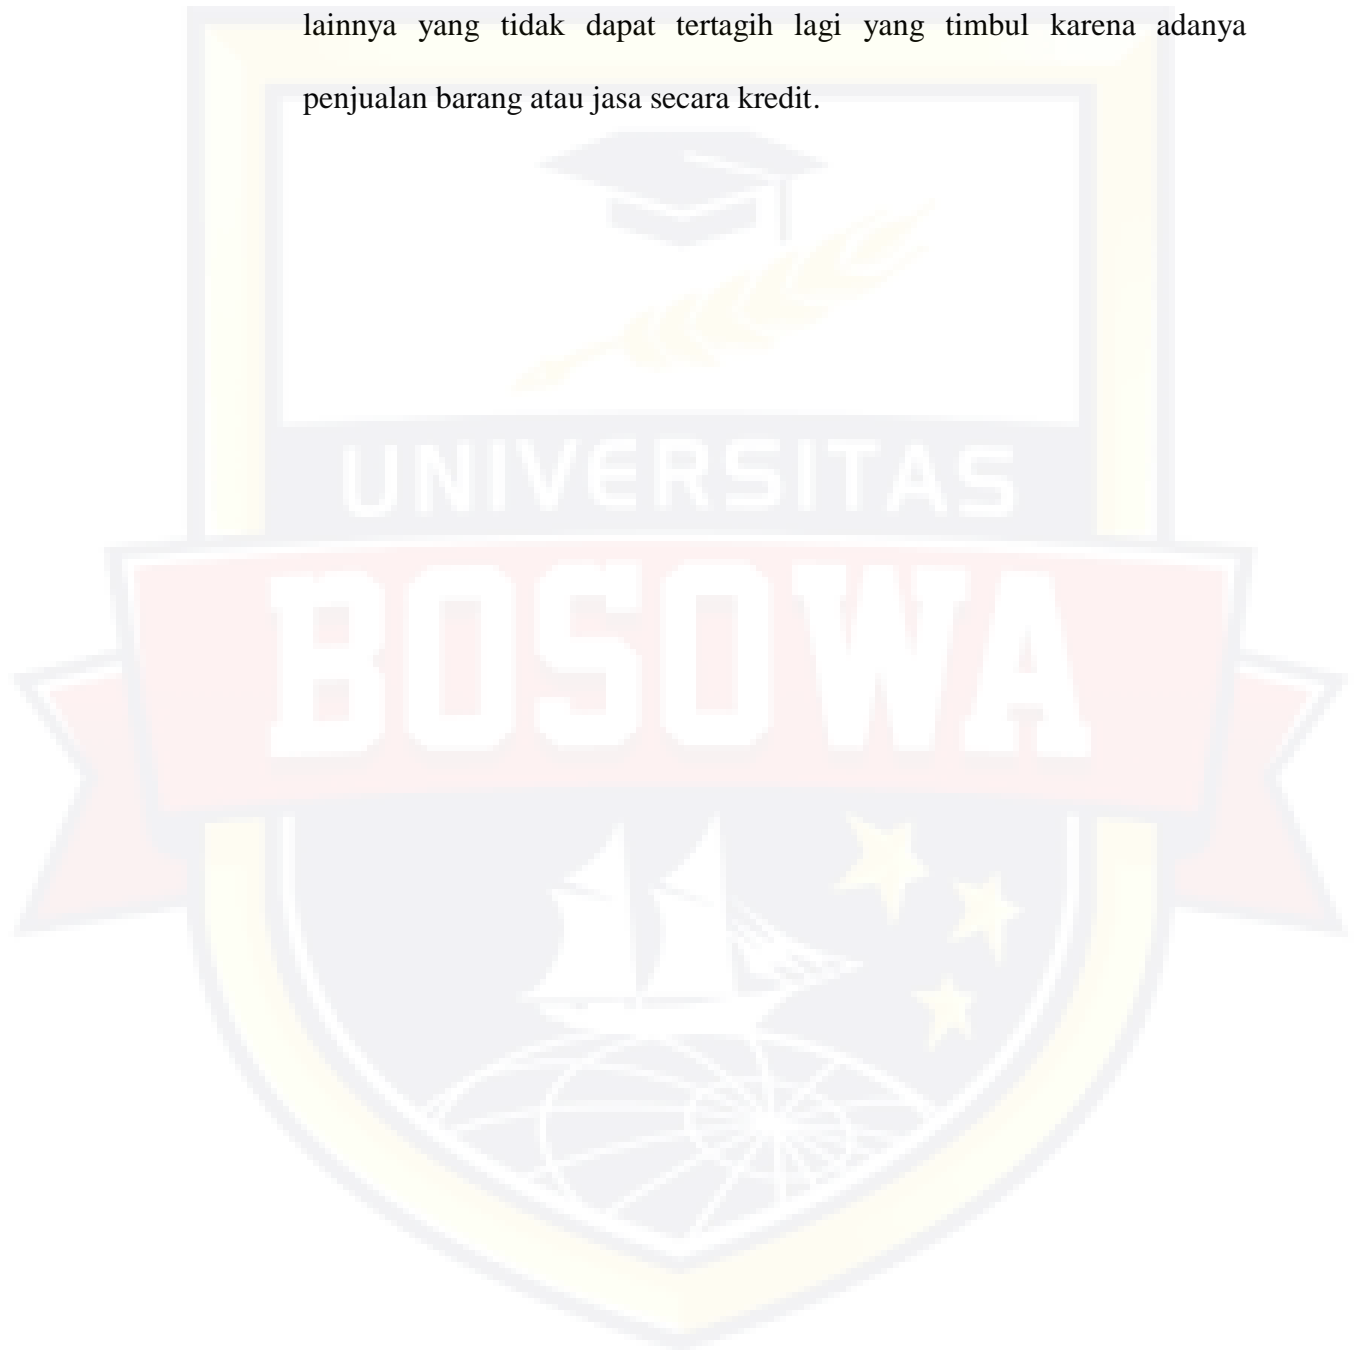 lainnya yang tidak dapat tertagih lagi yang timbul karena adanya
penjualan barang atau jasa secara kredit.
UNIVERSITAS
BOSOWA